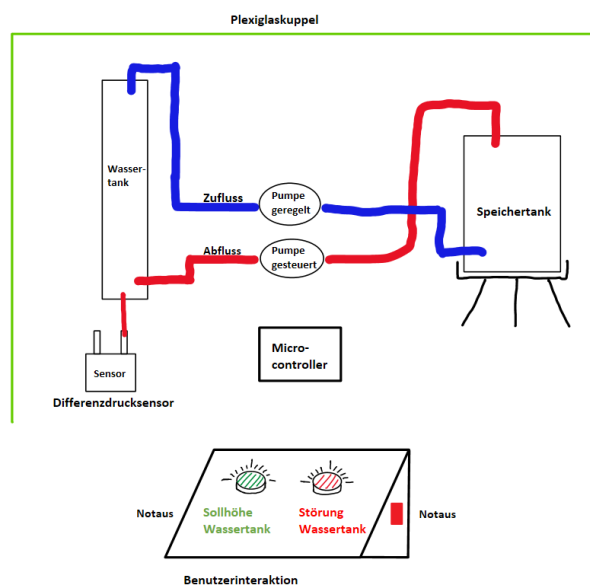 Plexiglaskuppel
Wasser-
tank
Zufluss
Pumpe
geregelt
Speichertank
Abfluss
Pumpe
gesteuert
Micro-
controller
Sensor
Differenzdrucksensor
Notaus
Sollhöhe
Wassertank
Störung
Wassertank
Notaus
Benutzerinteraktion